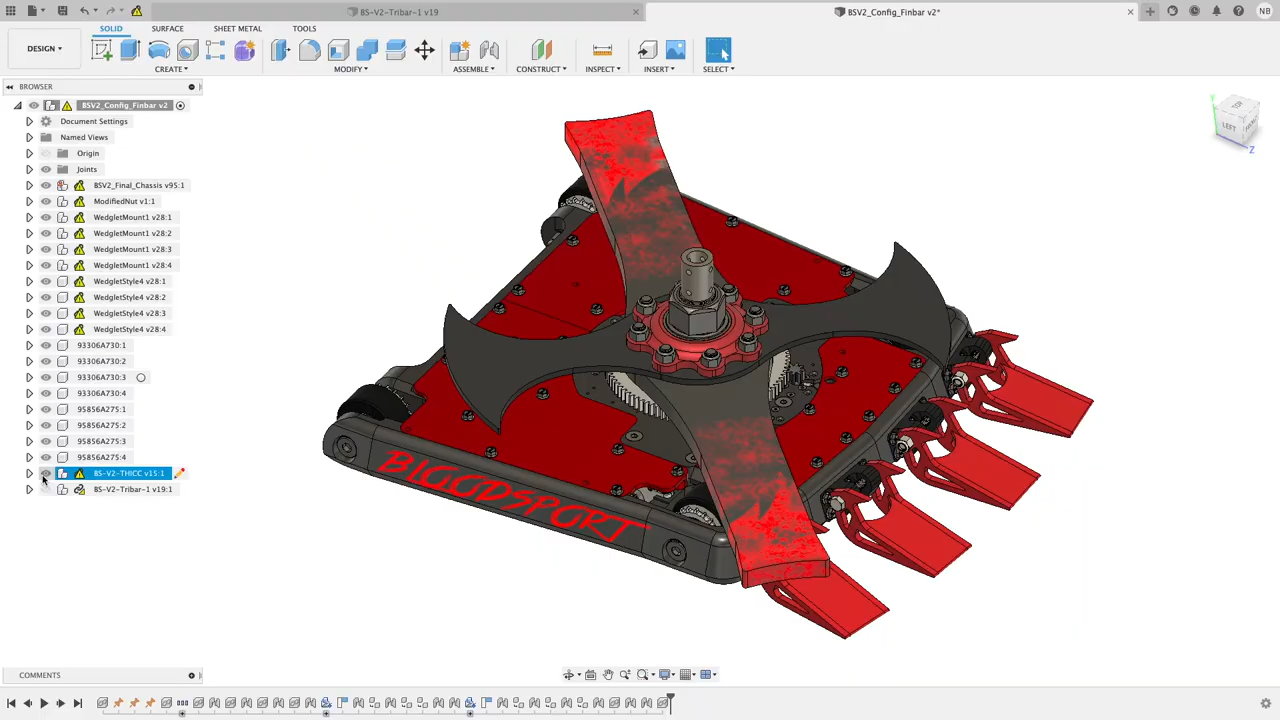 BS-V2-Tribar-1 v19
BSV2_Config_Finbar v2*
NB
DESIGN
SOLID
SURFACE
SHEET METAL
TOOLS
CREATE
MODIFY
ASSEMBLE
CONSTRUCT
INSPECT
INSERT
SELECT
BROWSER
BSV2_Config_Finbar v2
Document Settings
Named Views
Origin
Joints
BSV2_Final_Chassis v95:1
ModifiedNut v1:1
WedgletMount1 v28:1
WedgletMount1 v28:2
WedgletMount1 v28:3
WedgletMount1 v28:4
WedgletStyle4 v28:1
WedgletStyle4 v28:2
WedgletStyle4 v28:3
WedgletStyle4 v28:4
93306A730:1
93306A730:2
93306A730:3
93306A730:4
95856A275:1
95856A275:2
95856A275:3
95856A275:4
BS-V2-THICC v15:1
BS-V2-Tribar-1 v19:1
BLOODSPORT
LEFT
Z
COMMENTS